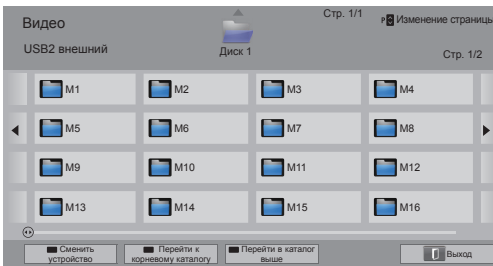 Видео
Стр. 1/1
P Изменение страницы
USB2 внешний
Диск 1
Стр. 1/2
M1
M2
M3
M4
M5
M6
M7
M8
M9
M10
M11
M12
M13
M14
M15
M16
Сменить
устройство
Перейти к
корневому каталогу
Перейти в каталог
выше
Выход